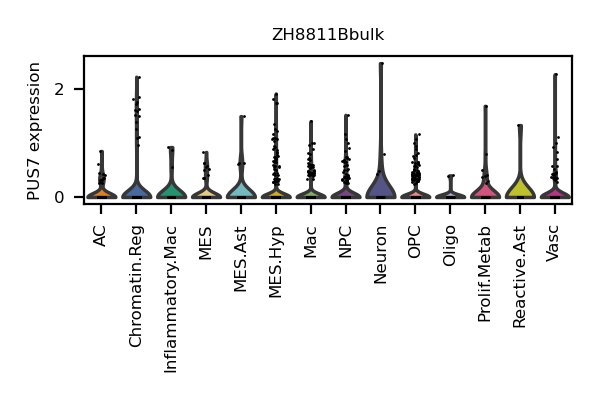 ZH8811Bbulk
PUS7 expression
2
0
AC
Chromatin.Reg
Inflammatory.Mac
MES
MES.Ast
MES.Hyp
Mac
NPC
Neuron
OPC
Oligo
Prolif.Metab
Reactive.Ast
Vasc